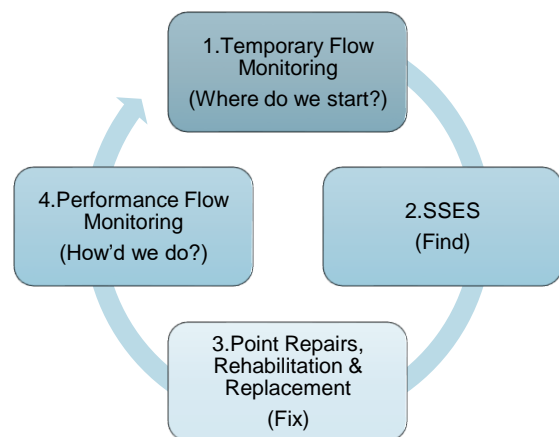 1.Temporary Flow
Monitoring
(Where do we start?)
2.SSES
(Find)
3.Point Repairs,
Rehabilitation &
Replacement
(Fix)
4.Performance Flow
Monitoring
(How’d we do?)